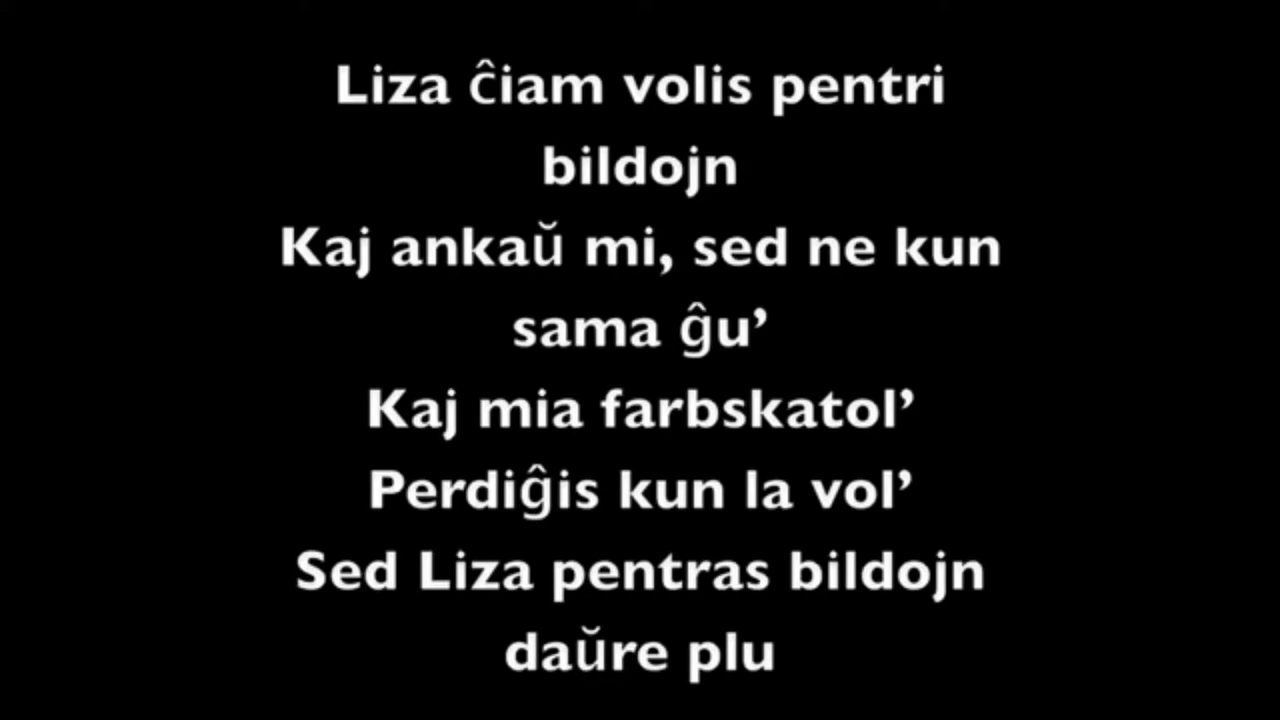 Liza ĉiam volis pentri
bildojn
Kaj ankaŭ mi, sed ne kun
sama ĝu’
Kaj mia farbskatol’
Perdiĝis kun la vol’
Sed Liza pentras bildojn
daŭre plu